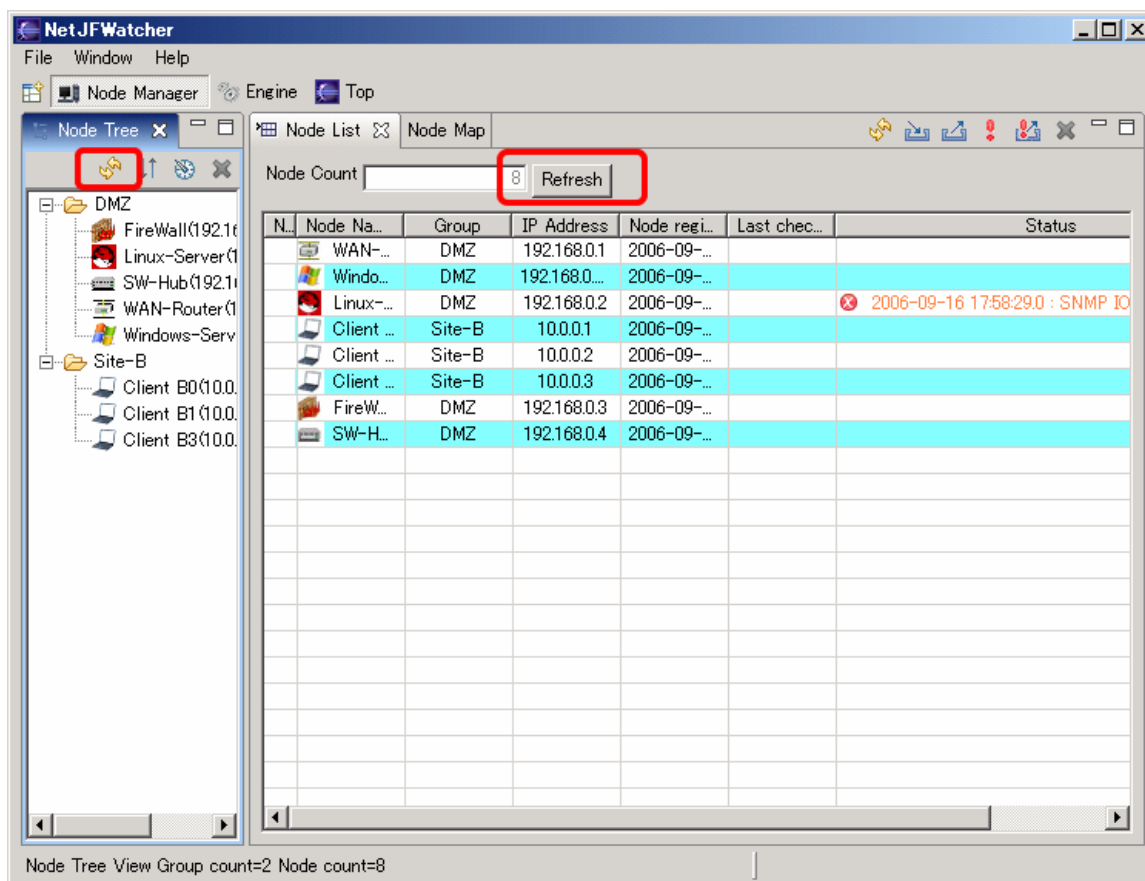 NetJFWatcher
File Window Help
Node Manager Engine Top
Node Tree Node List Node Map
Node Count 8 Refresh
DMZ
FireWall(192.16
Linux-Server(1
SW-Hub(192.1
WAN-Router(1
Windows-Serv
Site-B
Client B0(10.0.
Client B1(10.0.
Client B3(10.0.
N... Node Na... Group IP Address Node regi... Last chec... Status
WAN-... DMZ 192.168.0.1 2006-09-...
Windo... DMZ 192.168.0.... 2006-09-...
Linux-... DMZ 192.168.0.2 2006-09-... 2006-09-16 17:58:29.0 : SNMP IO
Client ... Site-B 10.0.0.1 2006-09-...
Client ... Site-B 10.0.0.2 2006-09-...
Client ... Site-B 10.0.0.3 2006-09-...
FireW... DMZ 192.168.0.3 2006-09-...
SW-H... DMZ 192.168.0.4 2006-09-...
Node Tree View Group count=2 Node count=8